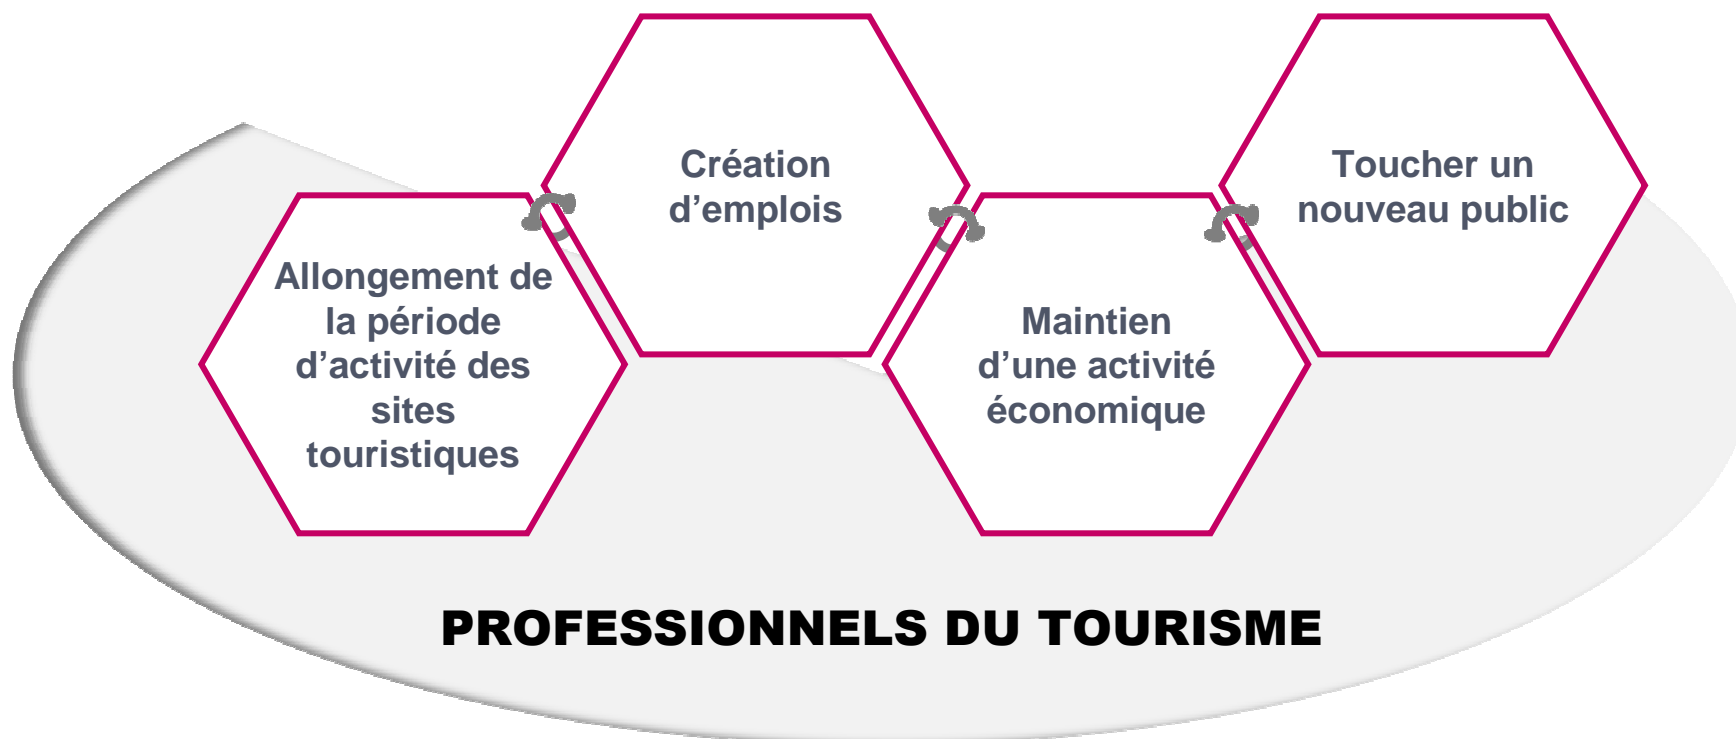 Allongement de
la période
d’activité des
sites
touristiques
Création
d’emplois
Maintien
d’une activité
économique
Toucher un
nouveau public
PROFESSIONNELS DU TOURISME